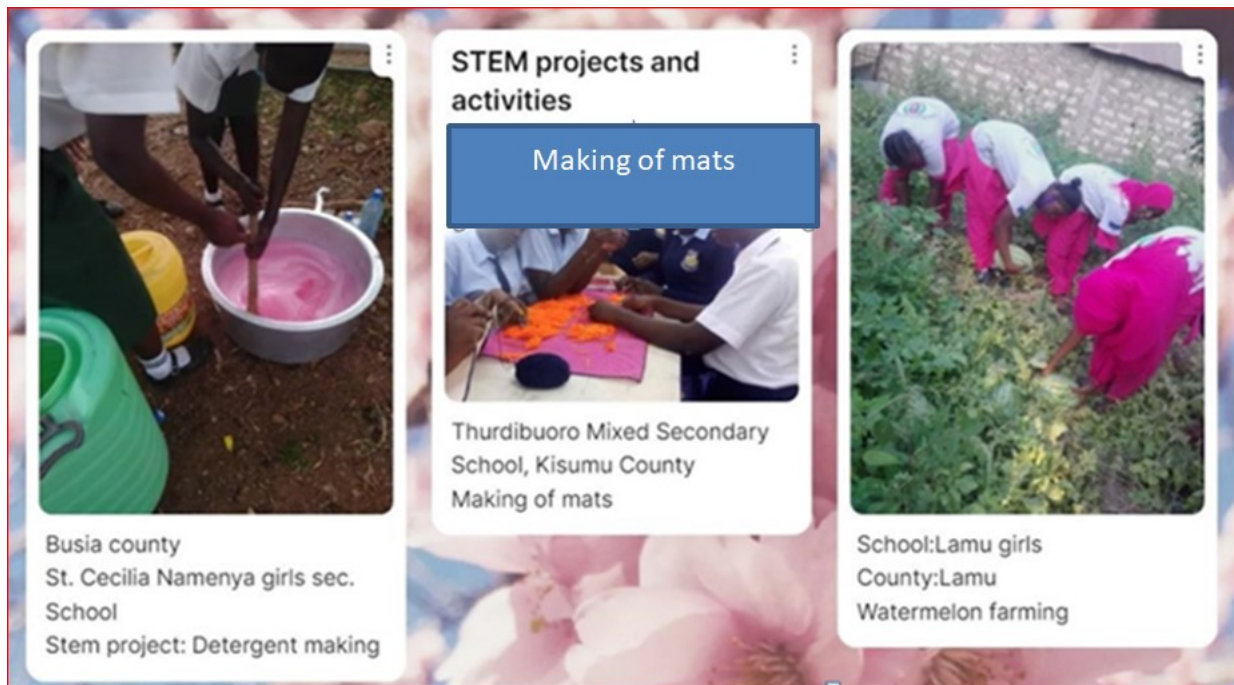 Busia county
St. Cecilia Namenya girls sec.
School
Stem project: Detergent making
STEM projects and
activities
Making of mats
Thurdibuoro Mixed Secondary
School, Kisumu County
Making of mats
School:Lamu girls
County:Lamu
Watermelon farming